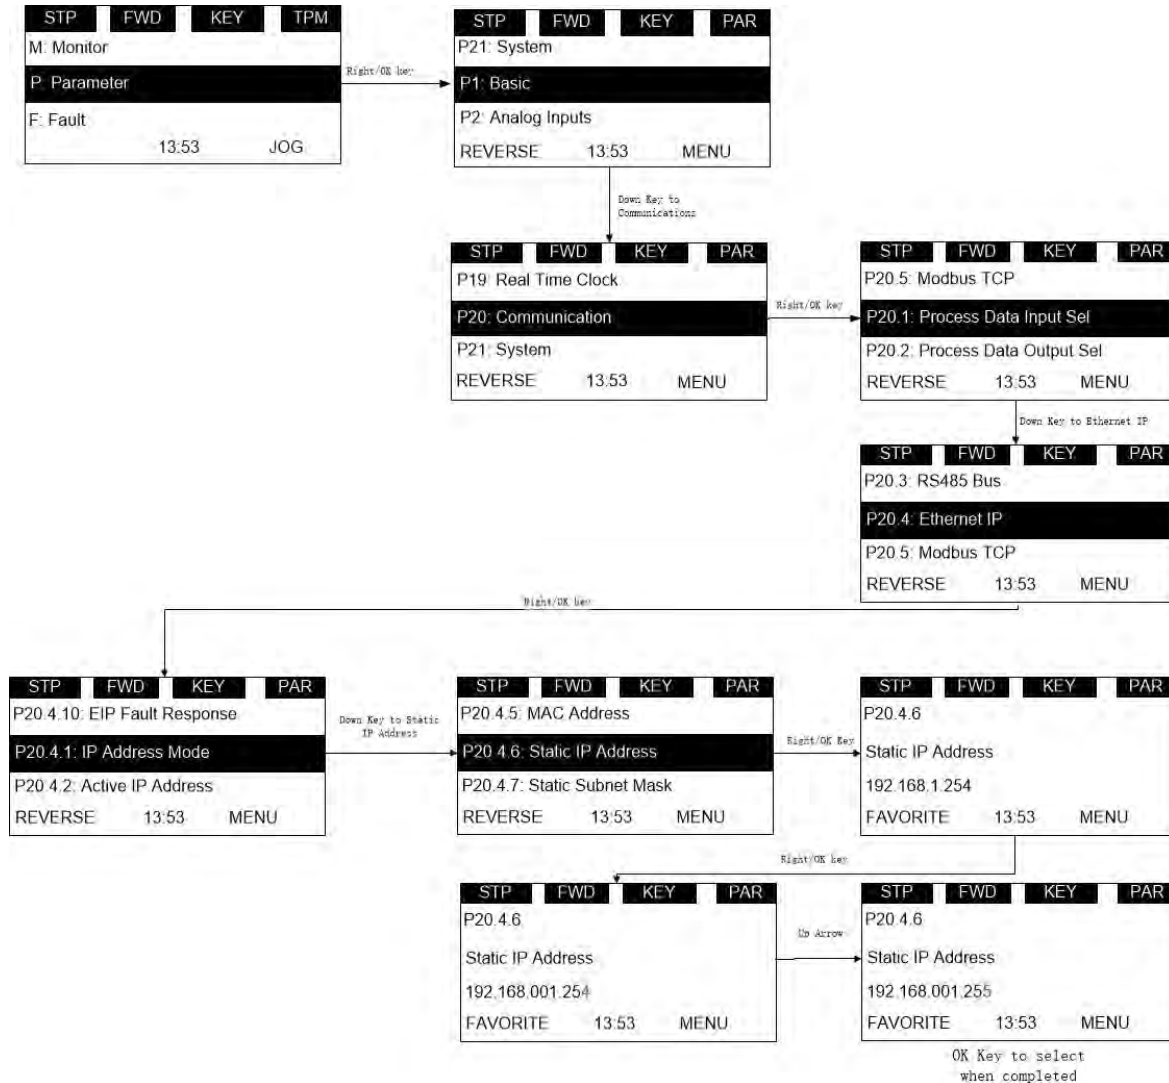 STP FWD KEY TPM
M: Monitor
P: Parameter
F: Fault
13:53 JOG
Right/OK key
STP FWD KEY PAR
P21: System
P1: Basic
P2: Analog Inputs
REVERSE 13:53 MENU
Down Key to
Communications
STP FWD KEY PAR
P19: Real Time Clock
P20: Communication
P21: System
REVERSE 13:53 MENU
Right/OK key
STP FWD KEY PAR
P20.5: Modbus TCP
P20.1: Process Data Input Sel
P20.2: Process Data Output Sel
REVERSE 13:53 MENU
Down Key to Ethernet IP
STP FWD KEY PAR
P20.3: RS485 Bus
P20.4: Ethernet IP
P20.5: Modbus TCP
REVERSE 13:53 MENU
Right/OK key
STP FWD KEY PAR
P20.4.10: EIP Fault Response
P20.4.1: IP Address Mode
P20.4.2: Active IP Address
REVERSE 13:53 MENU
Down Key to Static
IP Address
STP FWD KEY PAR
P20.4.5: MAC Address
P20.4.6: Static IP Address
P20.4.7: Static Subnet Mask
REVERSE 13:53 MENU
Right/OK Key
STP FWD KEY PAR
P20.4.6
Static IP Address
192.168.1.254
FAVORITE 13:53 MENU
Right/OK key
STP FWD KEY PAR
P20.4.6
Static IP Address
192.168.001.254
FAVORITE 13:53 MENU
Up Arrow
STP FWD KEY PAR
P20.4.6
Static IP Address
192.168.001.255
FAVORITE 13:53 MENU
OK Key to select
when completed